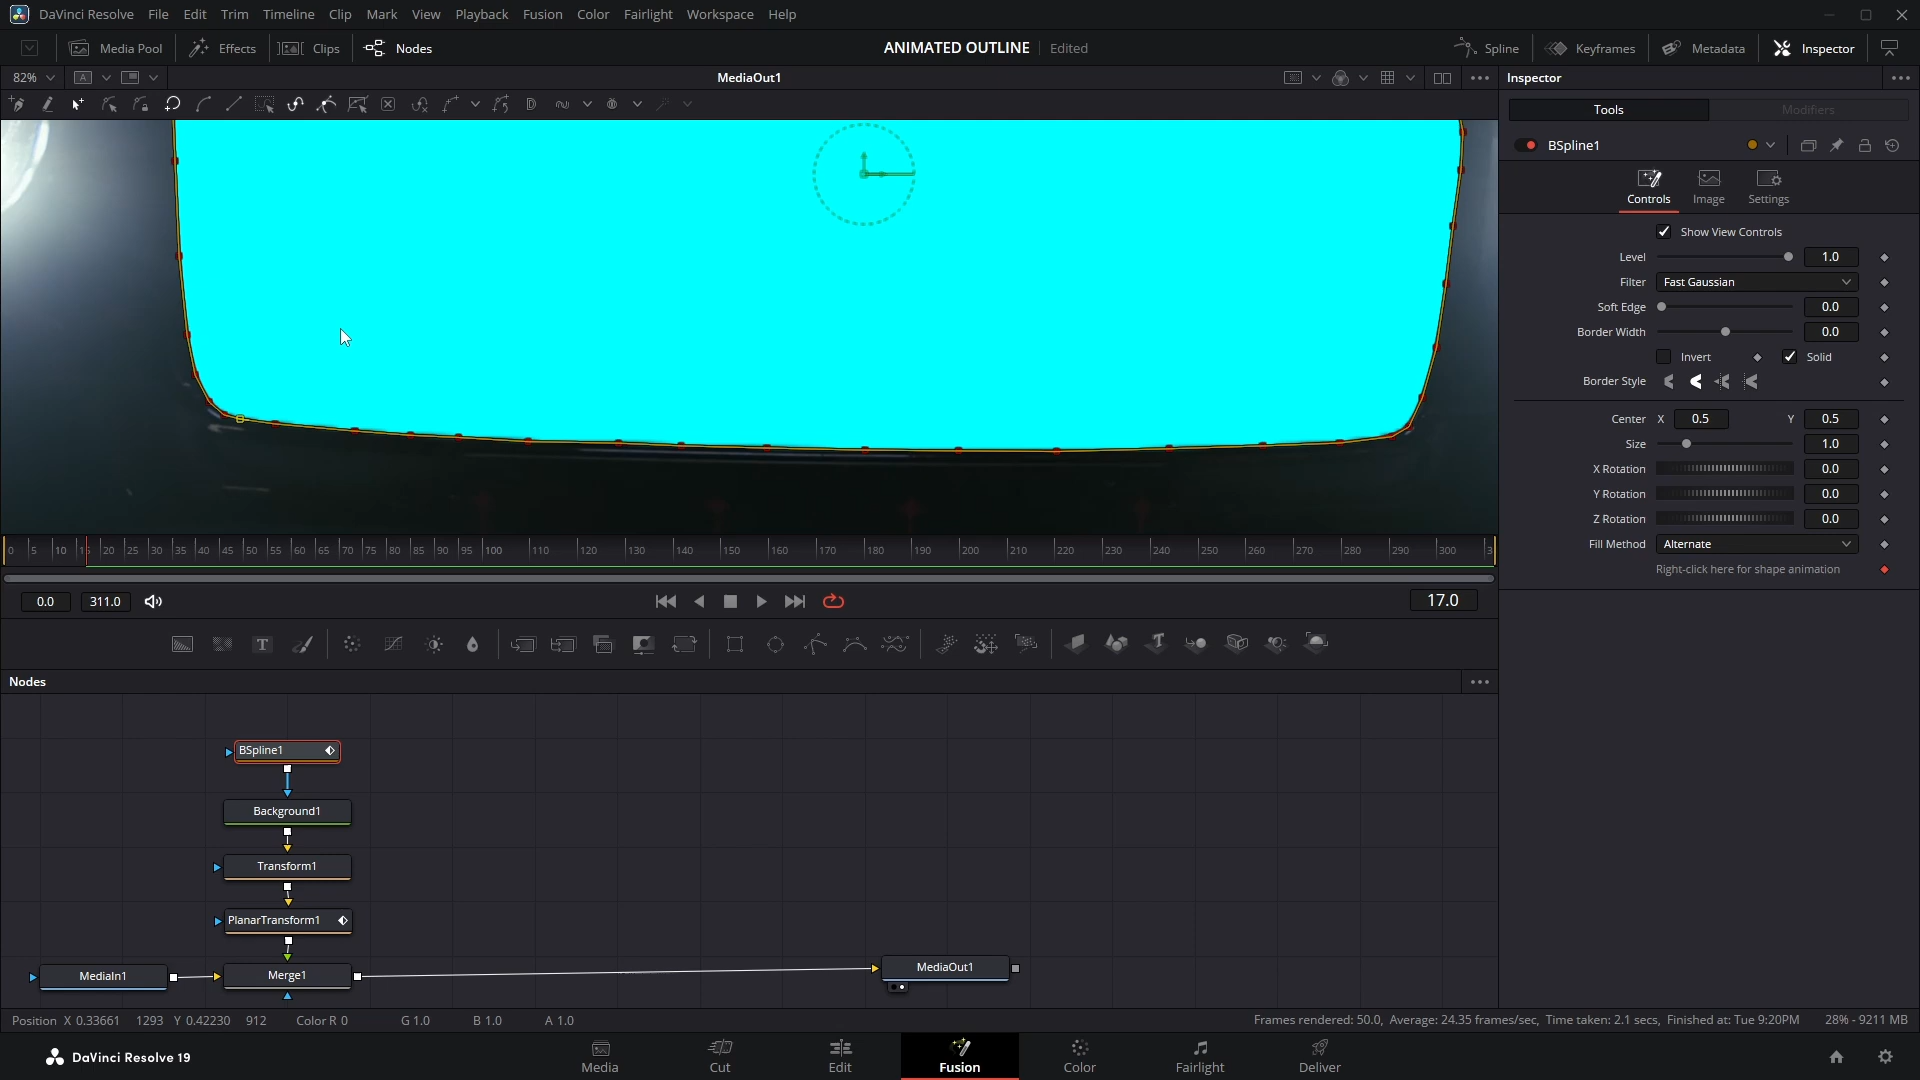 DaVinci Resolve File Edit Trim Timeline Clip Mark View Playback Fusion Color Fairlight Workspace Help
Media Pool Effects Clips Nodes ANIMATED OUTLINE Edited Spline Keyframes Metadata Inspector
82% A MediaOut1 Inspector
Tools Modifiers
BSpline1
Controls Image Settings
Show View Controls
Level 1.0
Filter Fast Gaussian
Soft Edge 0.0
Border Width 0.0
Invert Solid
Border Style
Center X 0.5 Y 0.5
Size 1.0
X Rotation 0.0
Y Rotation 0.0
Z Rotation 0.0
Fill Method Alternate
Right-click here for shape animation
0 5 10 15 20 25 30 35 40 45 50 55 60 65 70 75 80 85 90 95 100 110 120 130 140 150 160 170 180 190 200 210 220 230 240 250 260 270 280 290 300 3
0.0 311.0 17.0
Nodes
BSpline1
Background1
Transform1
PlanarTransform1
MediaIn1 Merge1 MediaOut1
Position X 0.33661 1293 Y 0.42230 912 Color R 0 G 1.0 B 1.0 A 1.0 Frames rendered: 50.0, Average: 24.35 frames/sec, Time taken: 2.1 secs, Finished at: Tue 9:20PM 28% - 9211 MB
DaVinci Resolve 19 Media Cut Edit Fusion Color Fairlight Deliver